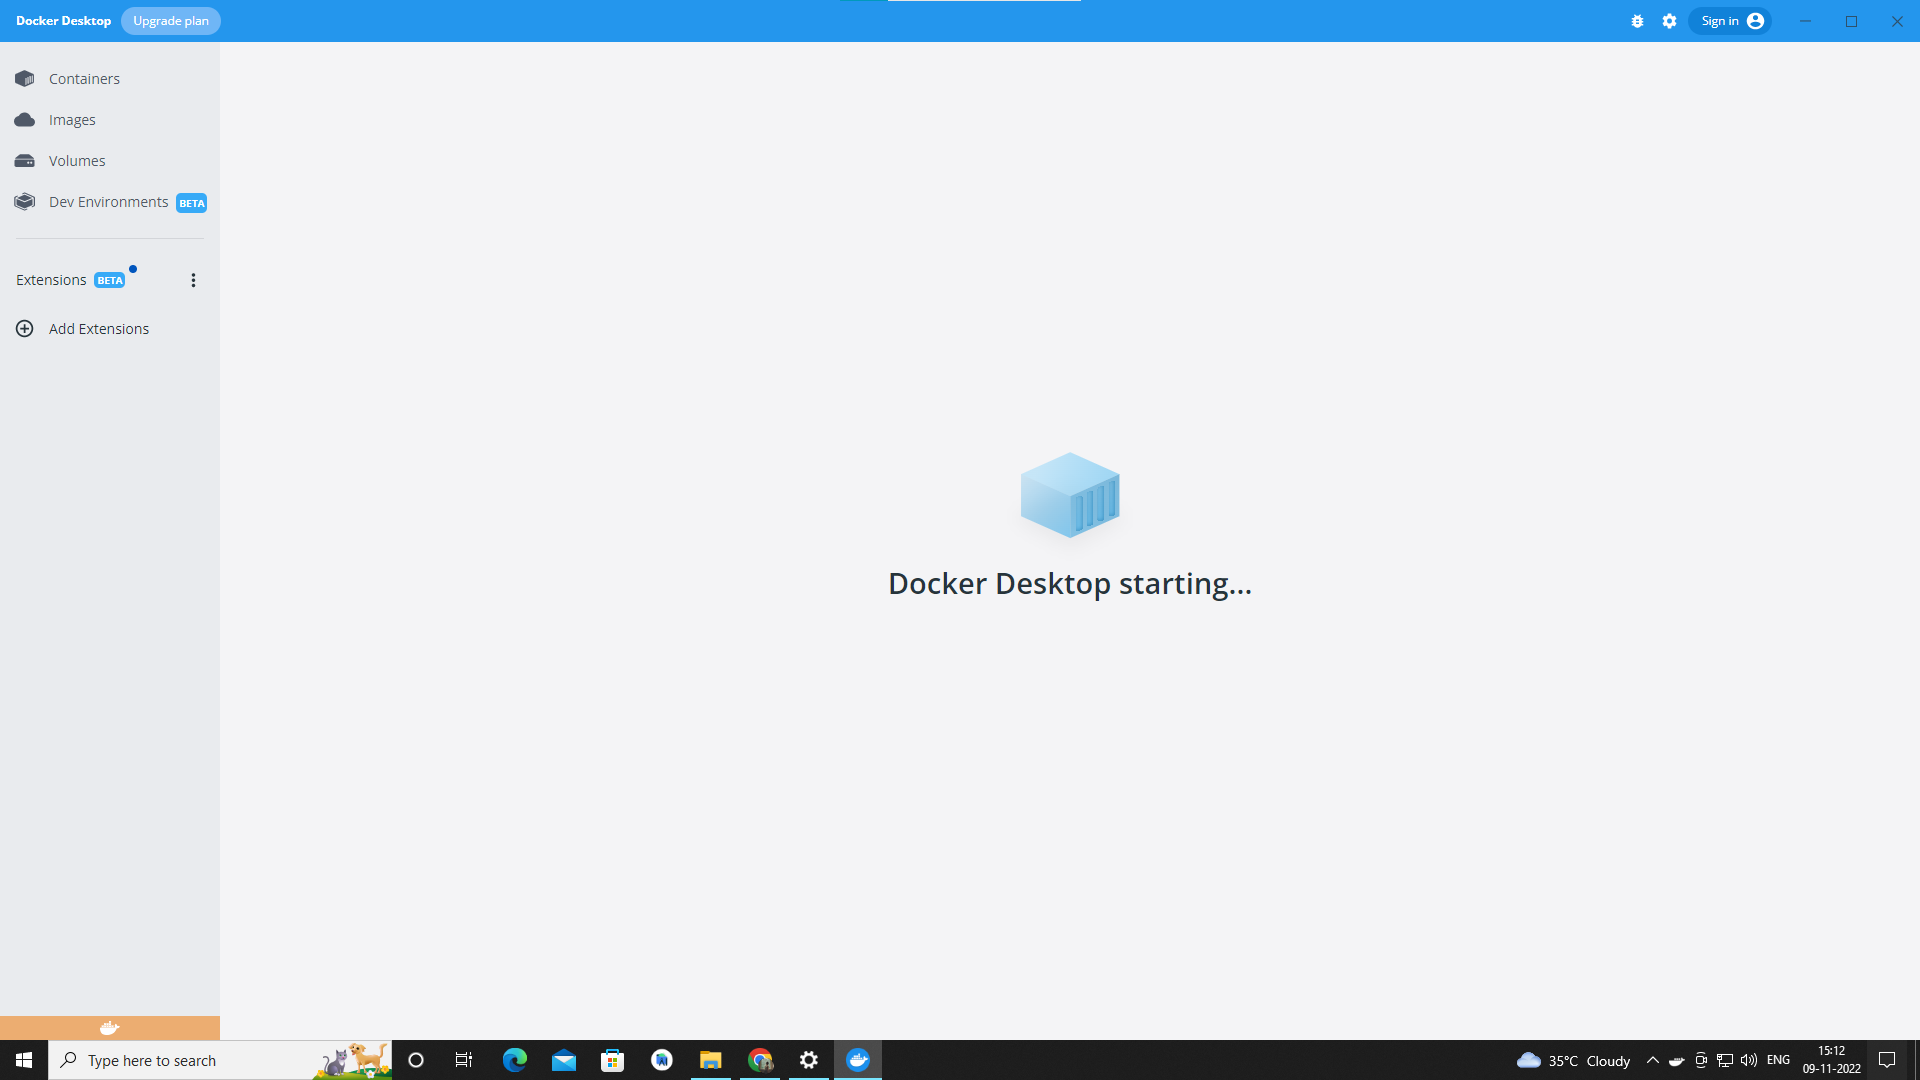 Docker Desktop Upgrade plan Sign in
Containers
Images
Volumes
Dev Environments BETA
Extensions BETA
Add Extensions
Docker Desktop starting...
Type here to search
35°C Cloudy
ENG
15:12
09-11-2022